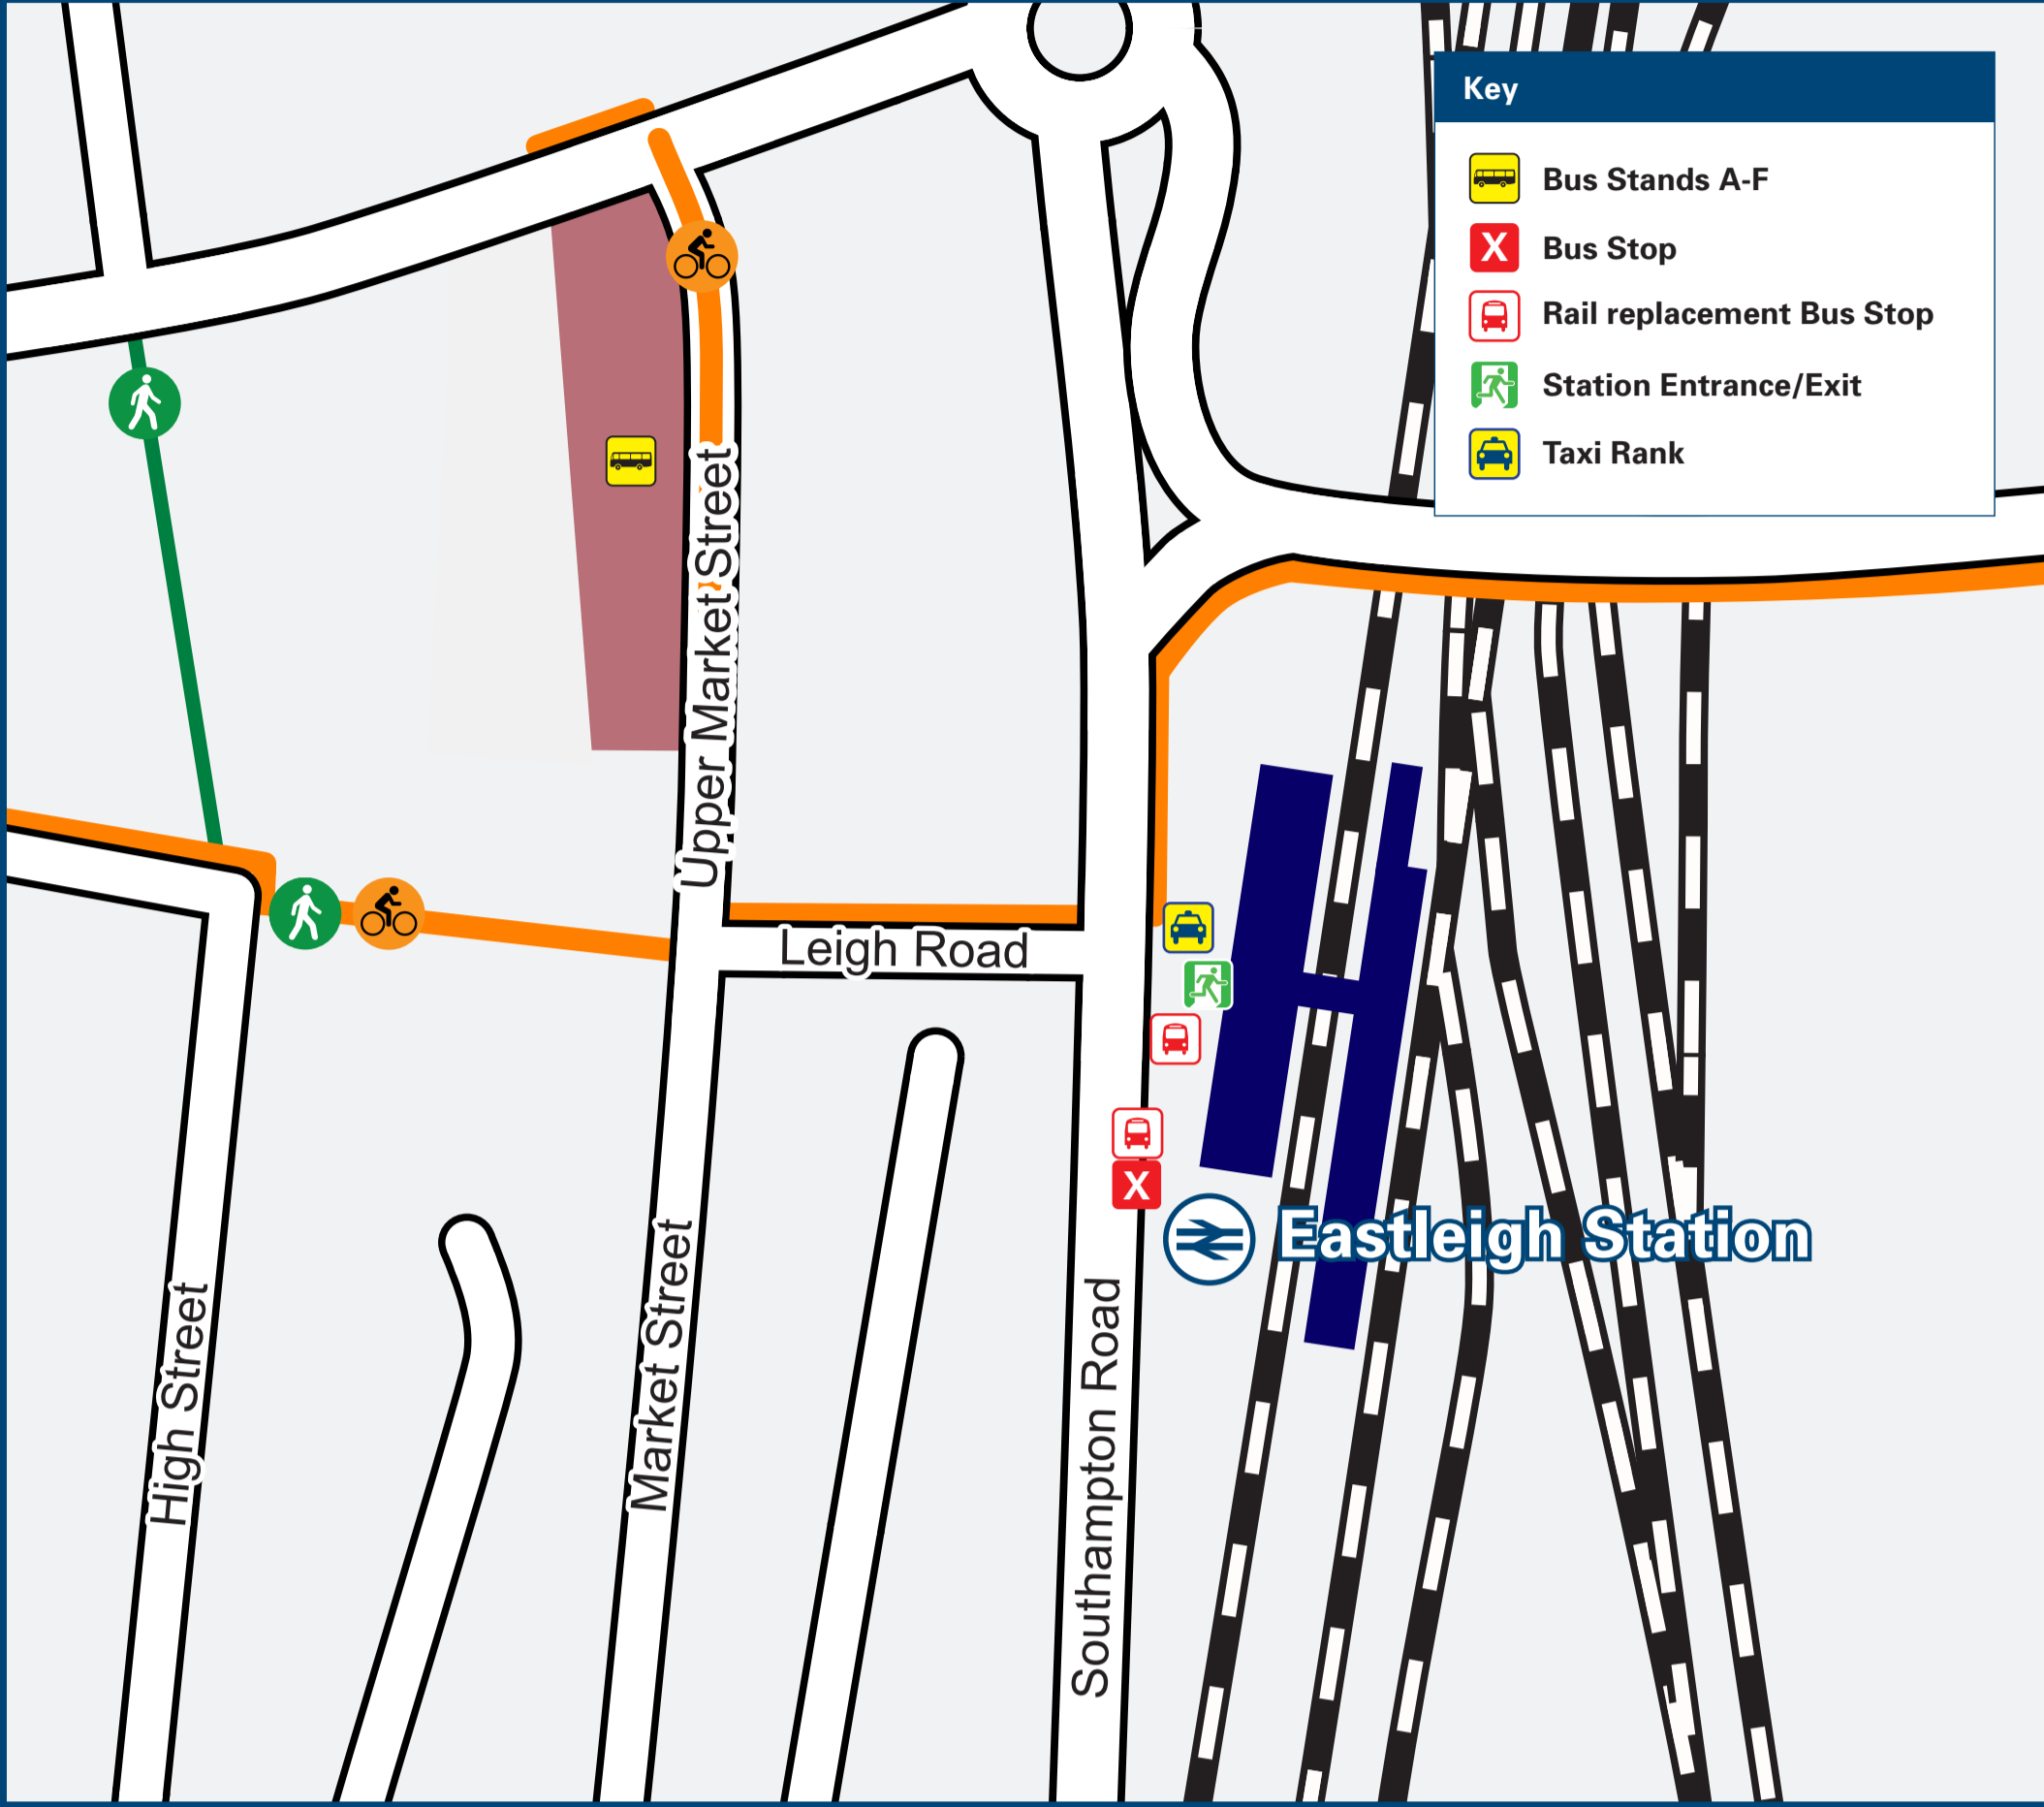 Key
Bus Stands A-F
X
Bus Stop
Rail replacement Bus Stop
Station Entrance/Exit
Taxi Rank
Upper Market Street
Leigh Road
X
Eastleigh Station
High Street
Market Street
Southampton Road